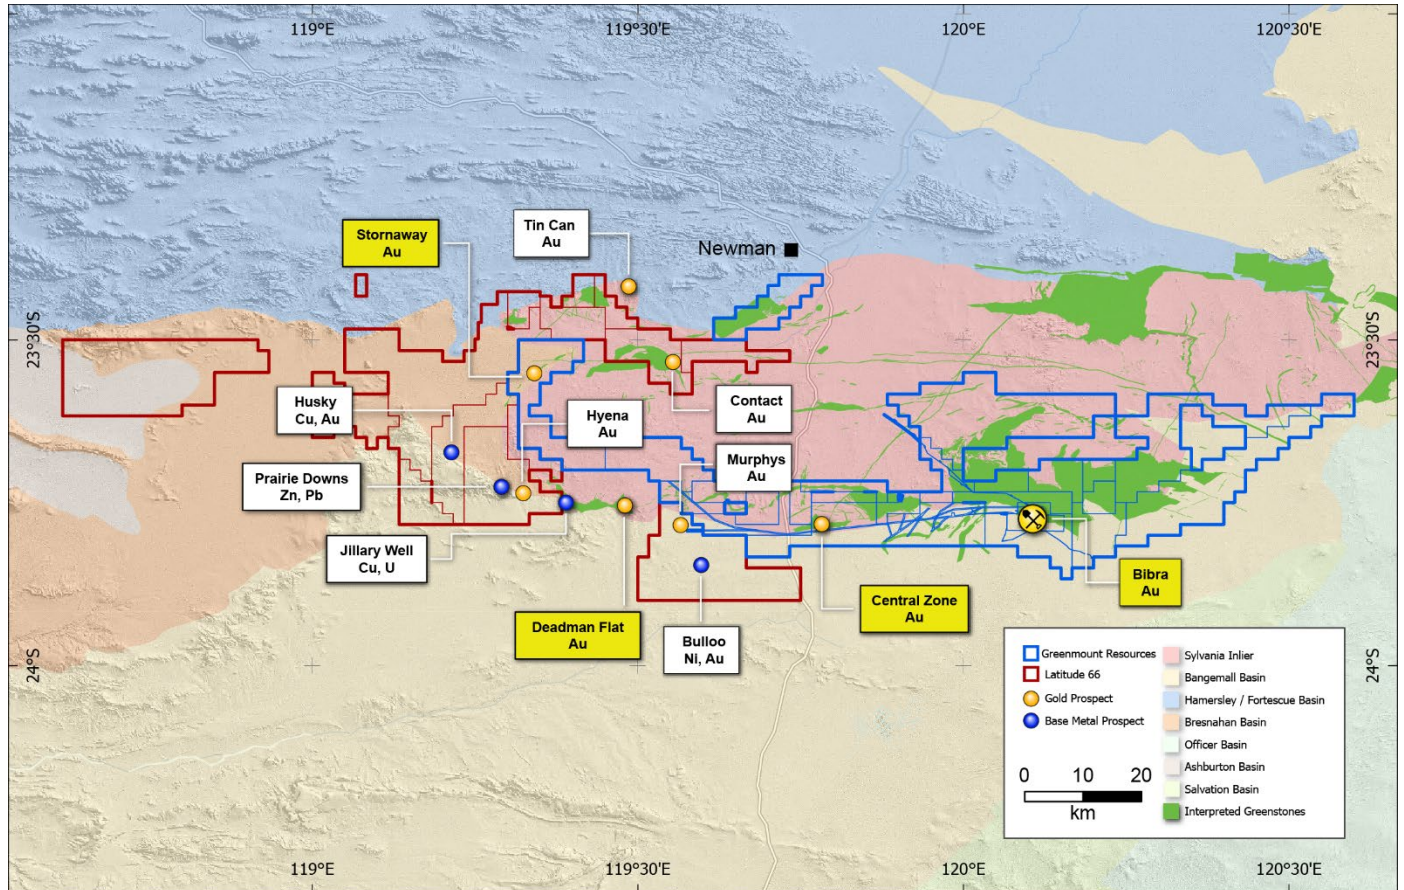 119°E
119°30'E
120°E
120°30'E
Tin Can
Au
Stornaway
Au
Newman
23°30'S
23°30'S
Husky
Cu, Au
Hyena
Au
Contact
Au
Prairie Downs
Zn, Pb
Murphys
Au
Jillary Well
Cu, U
Deadman Flat
Au
Bulloo
Ni, Au
Central Zone
Au
Bibra
Au
24°S
24°S
Greenmount Resources
Latitude 66
Gold Prospect
Base Metal Prospect
0 10 20
km
Sylvania Inlier
Bangemall Basin
Hamersley / Fortescue Basin
Bresnahan Basin
Officer Basin
Ashburton Basin
Salvation Basin
Interpreted Greenstones
119°E
119°30'E
120°E
120°30'E